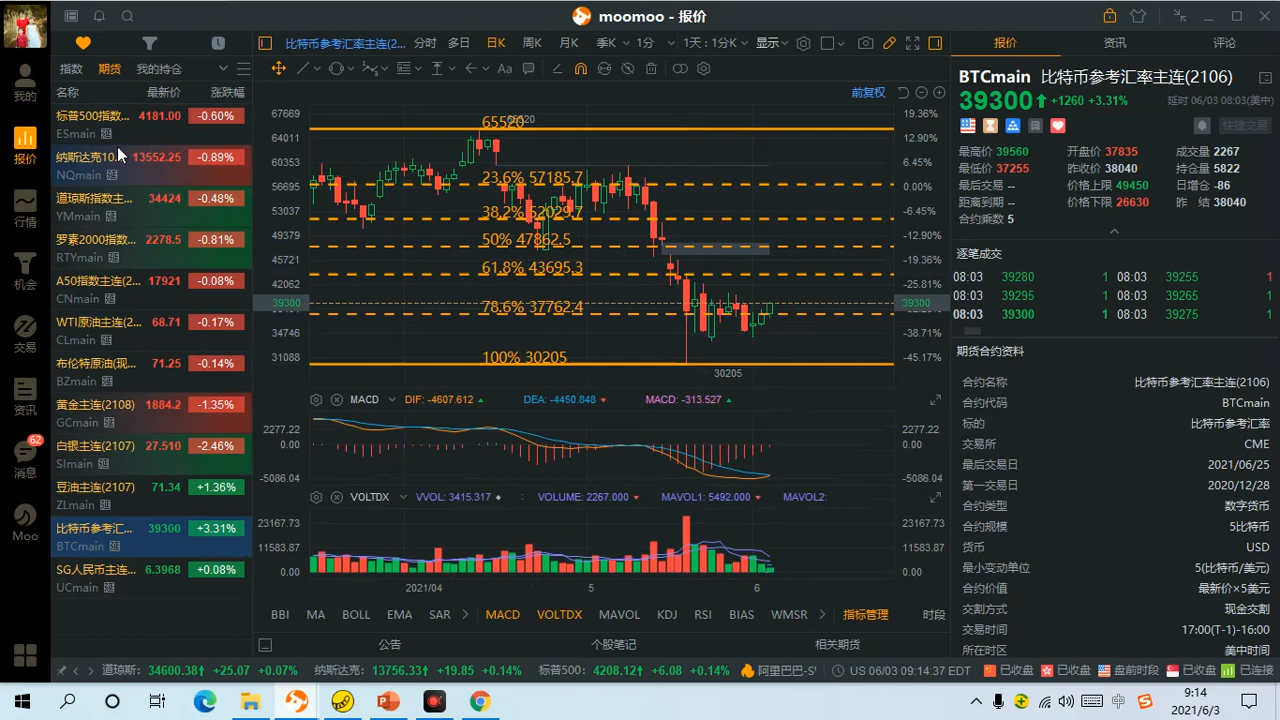 moomoo - 报价
比特币参考汇率主连(2... 分时 多日 日K 周K 月K 季K 1分 1天 : 1分K 显示
指数 期货 我的持仓
Aa
名称 最新价 涨跌幅
标普500指数... 4181.00 -0.60%
ESmain 延
纳斯达克10... 13552.25 -0.89%
NQmain 延
道琼斯指数主... 34424 -0.48%
YMmain 延
罗素2000指数... 2278.5 -0.81%
RTYmain 延
A50指数主连(2... 17921 -0.08%
CNmain 延
WTI原油主连(2... 68.71 -0.17%
CLmain 延
布伦特原油(现... 71.25 -0.14%
BZmain 延
黄金主连(2108) 1884.2 -1.35%
GCmain 延
白银主连(2107) 27.510 -2.46%
SImain 延
豆油主连(2107) 71.34 +1.36%
ZLmain 延
比特币参考汇... 39300 +3.31%
BTCmain 延
SG人民币主连... 6.3968 +0.08%
UCmain 延
我的
报价
行情
机会
交易
资讯
62
消息
Moo
前复权
67669 19.36%
64011 12.90%
60353 6.45%
56695 0.00%
53037 -6.45%
49379 -12.90%
45721 -19.36%
42062 -25.81%
39300 39300
34746 -38.71%
31088 -45.17%
65520
65520
23.6% 57185.7
38.2% 52029.7
50% 47862.5
61.8% 43695.3
78.6% 37762.4
100% 30205
30205
MACD DIF: -4607.612 DEA: -4450.848 MACD: -313.527
2277.22 2277.22
0.00 0.00
-5086.04 -5086.04
VOLTDX VVOL: 3415.317 : VOLUME: 2267.000 MAVOL1: 5492.000 MAVOL2:
23167.73 23167.73
11583.87 11583.87
0.00 0.00
2021/04 5 6
BBI MA BOLL EMA SAR MACD VOLTDX MAVOL KDJ RSI BIAS WMSR 指标管理 时段
公告 个股笔记 相关期货
报价 资讯 评论
BTCmain 比特币参考汇率主连(2106)
39300 +1260 +3.31% 延时 06/03 08:03(美中)
快捷交易
最高价 39560 开盘价 37835 成交量 2267
最低价 37255 昨收价 38040 持仓量 5822
最后交易 -- 价格上限 49450 日增仓 -86
距离到期 -- 价格下限 26630 昨 结 38040
合约乘数 5
逐笔成交
08:03 39280 1 08:03 39255 1
08:03 39295 1 08:03 39265 1
08:03 39300 1 08:03 39275 1
期货合约资料
合约名称 比特币参考汇率主连(2106)
合约代码 BTCmain
标的 比特币参考汇率
交易所 CME
最后交易日 2021/06/25
第一交易日 2020/12/28
合约类型 数字货币
合约规模 5比特币
货币 USD
最小变动单位 5(比特币/美元)
合约价值 最新价×5美元
交割方式 现金交割
交易时间 17:00(T-1)-16:00
所在时区 美中时间
道琼斯: 34600.38↑ +25.07 +0.07% 纳斯达克: 13756.33↑ +19.85 +0.14% 标普500: 4208.12↑ +6.08 +0.14% 阿里巴巴-S US 06/03 09:14:37 EDT 已收盘 已收盘 盘前时段 已收盘 已连接
中
9:14
2021/6/3